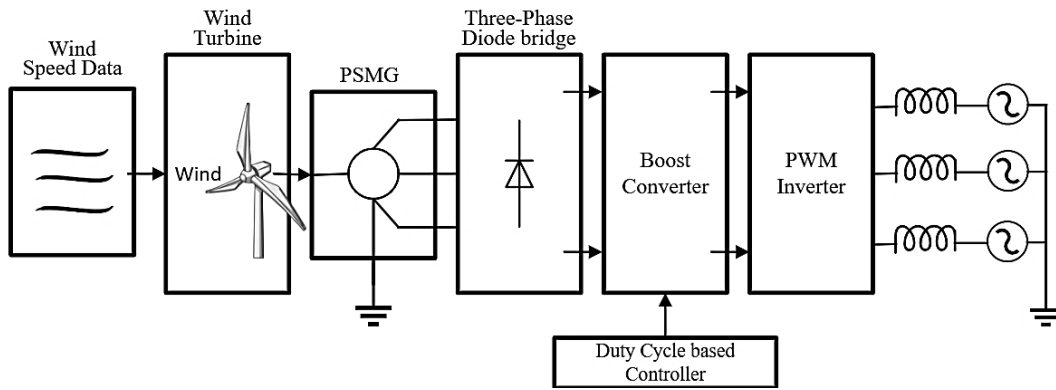 Wind
Speed Data
Wind
Turbine
Wind
PSMG
Three-Phase
Diode bridge
Boost
Converter
PWM
Inverter
Duty Cycle based
Controller